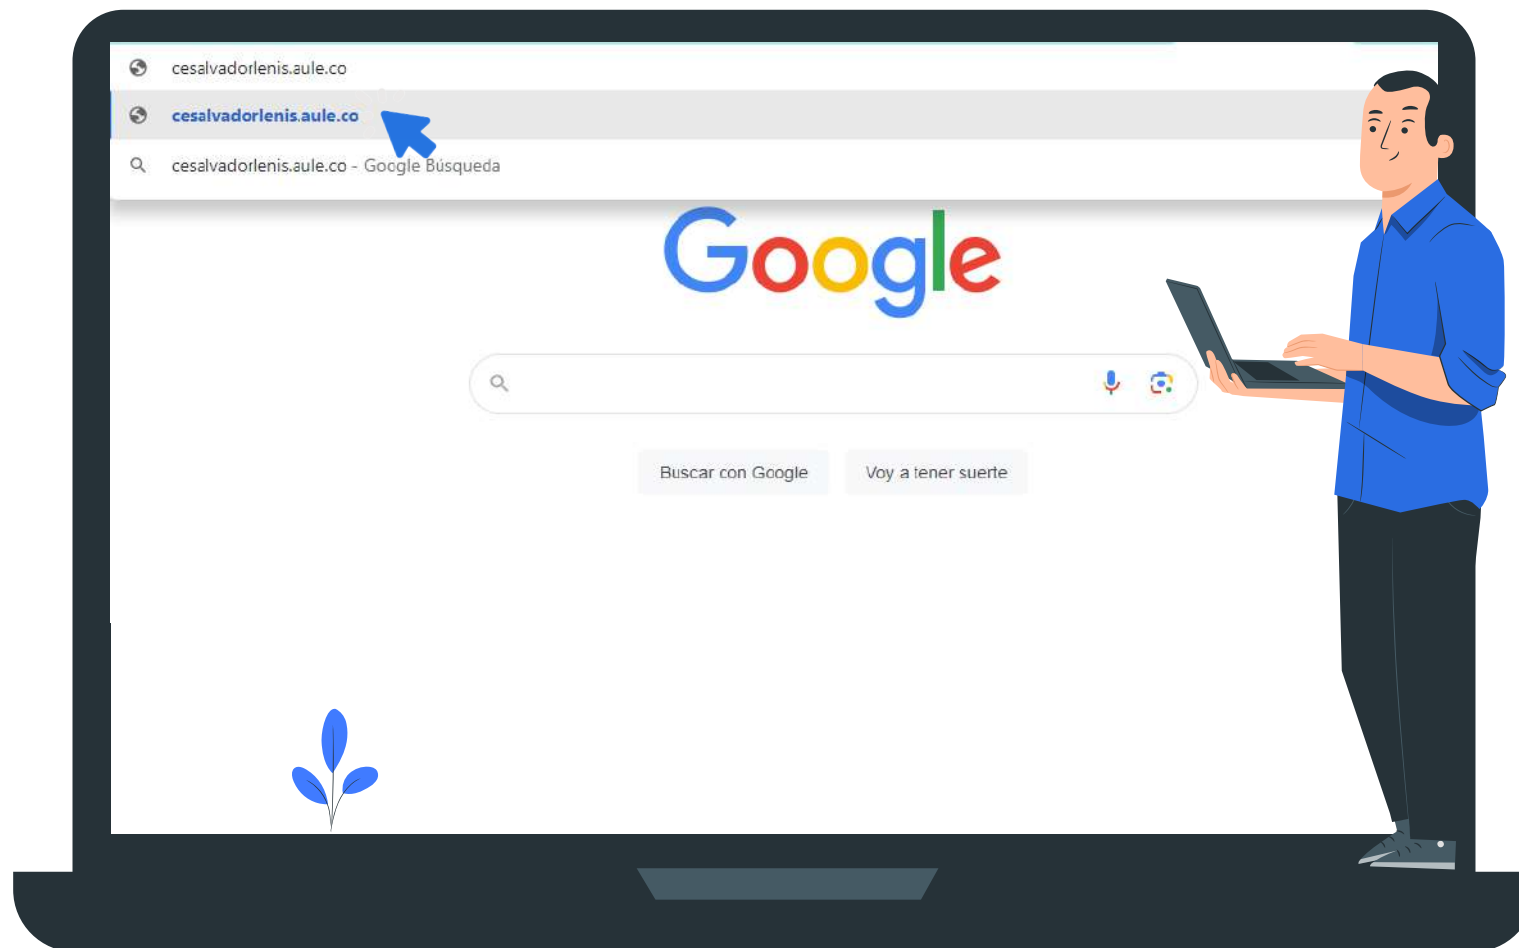 cesalvadorlenis.aule.co
cesalvadorlenis.aule.co
cesalvadorlenis.aule.co - Google Búsqueda
Google
Buscar con Google
Voy a tener suerte